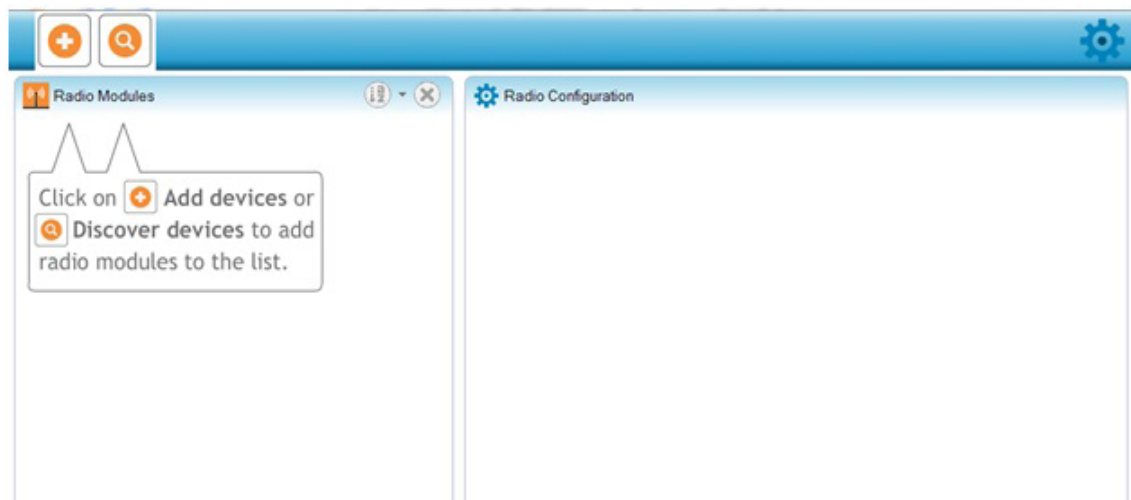 Radio Modules
Radio Configuration
Click on Add devices or
Discover devices to add
radio modules to the list.